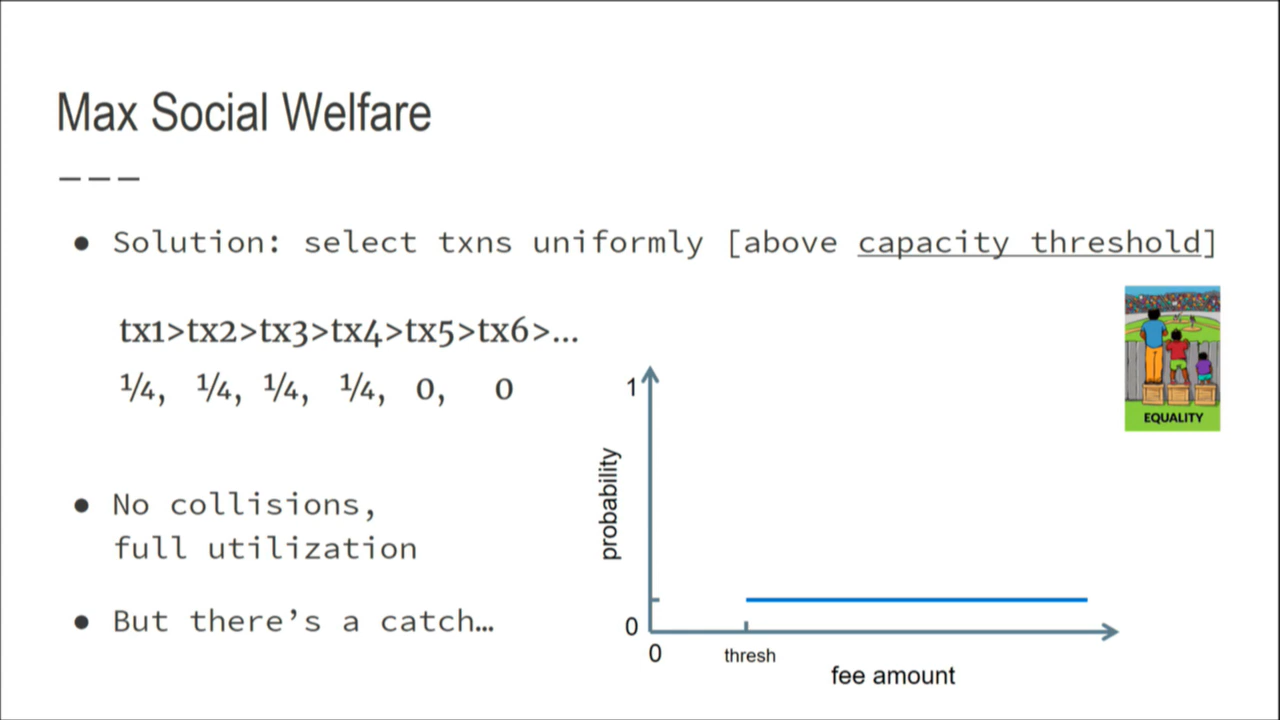 Max Social Welfare
● Solution: select txns uniformly [above capacity threshold]
tx1>tx2>tx3>tx4>tx5>tx6>...
¼, ¼, ¼, ¼, 0, 0
EQUALITY
● No collisions,
full utilization
● But there's a catch…
1
probability
0
0
thresh
fee amount